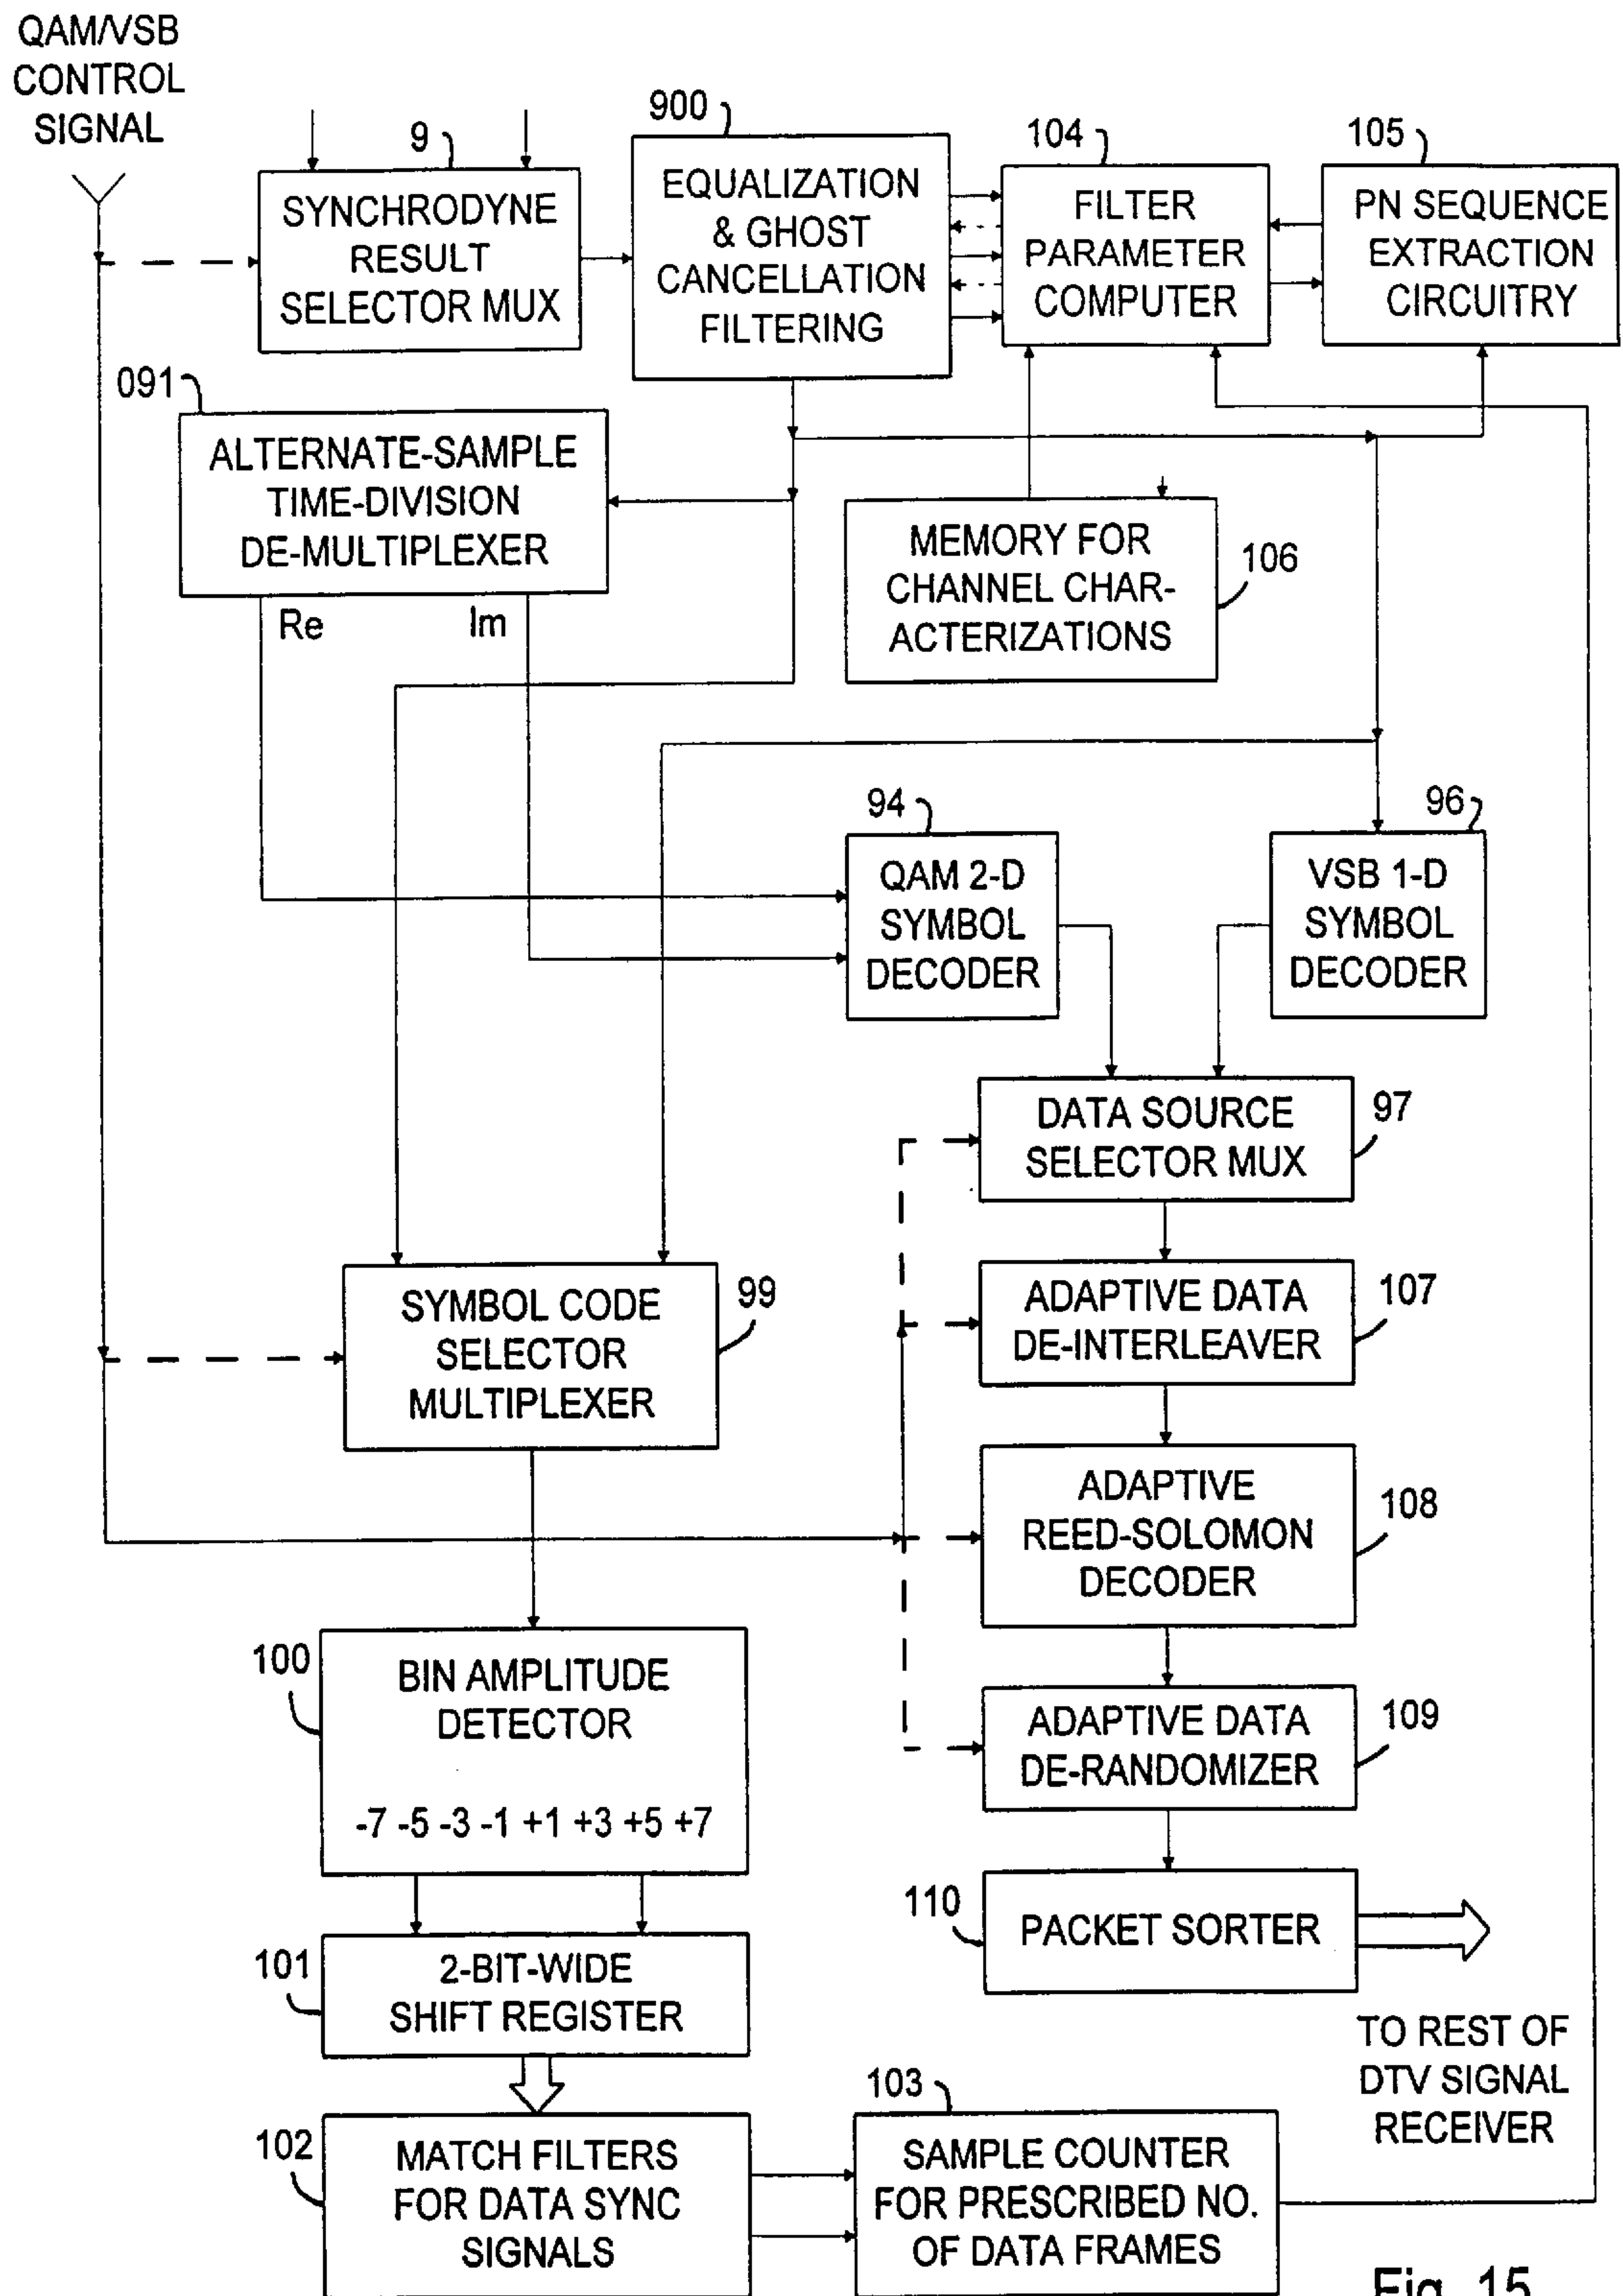 QAM/VSB
CONTROL
SIGNAL
9
SYNCHRODYNE
RESULT
SELECTOR MUX
900
EQUALIZATION
& GHOST
CANCELLATION
FILTERING
104
FILTER
PARAMETER
COMPUTER
105
PN SEQUENCE
EXTRACTION
CIRCUITRY
091
ALTERNATE-SAMPLE
TIME-DIVISION
DE-MULTIPLEXER
Re
Im
MEMORY FOR
CHANNEL CHAR-
ACTERIZATIONS
106
94
QAM 2-D
SYMBOL
DECODER
96
VSB 1-D
SYMBOL
DECODER
DATA SOURCE
SELECTOR MUX
97
SYMBOL CODE
SELECTOR
MULTIPLEXER
99
ADAPTIVE DATA
DE-INTERLEAVER
107
ADAPTIVE
REED-SOLOMON
DECODER
108
100
BIN AMPLITUDE
DETECTOR
-7 -5 -3 -1 +1 +3 +5 +7
ADAPTIVE DATA
DE-RANDOMIZER
109
110
PACKET SORTER
101
2-BIT-WIDE
SHIFT REGISTER
TO REST OF
DTV SIGNAL
RECEIVER
102
MATCH FILTERS
FOR DATA SYNC
SIGNALS
103
SAMPLE COUNTER
FOR PRESCRIBED NO.
OF DATA FRAMES
Fig. 15